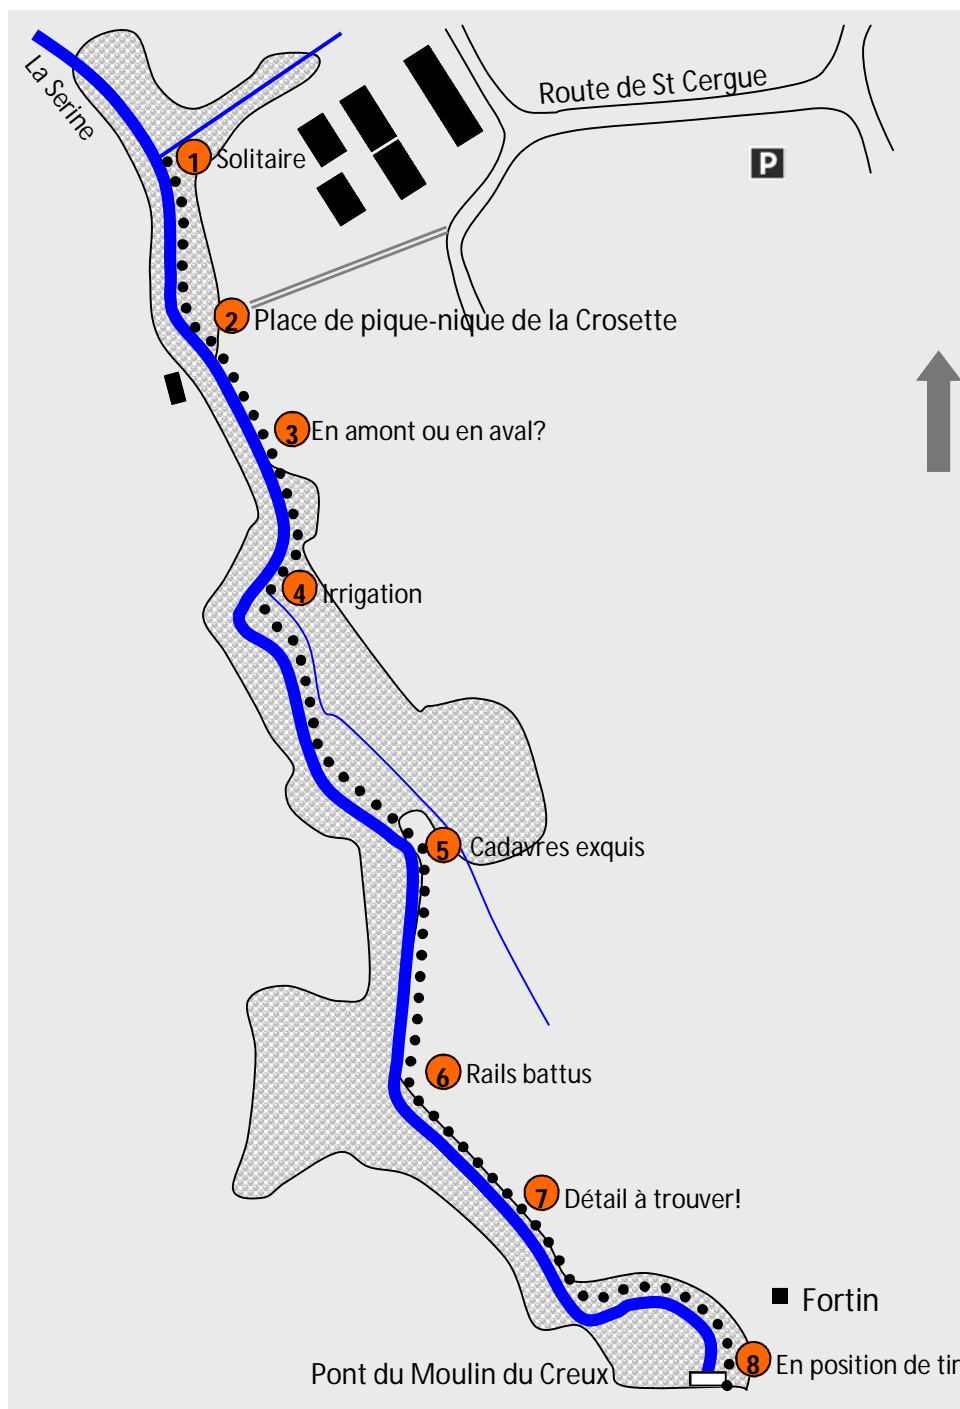 La Serine
Route de St Cergue
P
1 Solitaire
2 Place de pique-nique de la Crosette
3 En amont ou en aval?
4 Irrigation
5 Cadavres exquis
6 Rails battus
7 Détail à trouver!
Fortin
8 En position de tir
Pont du Moulin du Creux